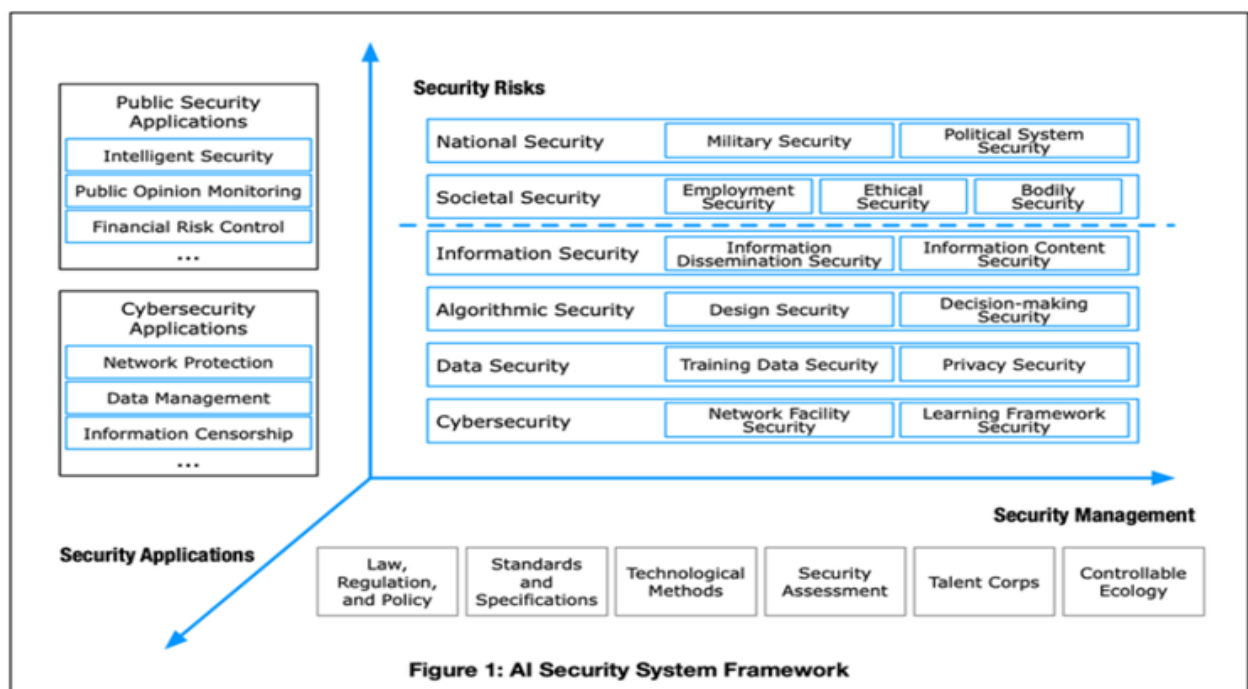 Public Security
Applications
Intelligent Security
Public Opinion Monitoring
Financial Risk Control
...
Cybersecurity
Applications
Network Protection
Data Management
Information Censorship
...
Security Risks
National Security
Military Security
Political System
Security
Societal Security
Employment
Security
Ethical
Security
Bodily
Security
Information Security
Information
Dissemination Security
Information Content
Security
Algorithmic Security
Design Security
Decision-making
Security
Data Security
Training Data Security
Privacy Security
Cybersecurity
Network Facility
Security
Learning Framework
Security
Security Management
Security Applications
Law,
Regulation,
and Policy
Standards
and
Specifications
Technological
Methods
Security
Assessment
Talent Corps
Controllable
Ecology
Figure 1: AI Security System Framework